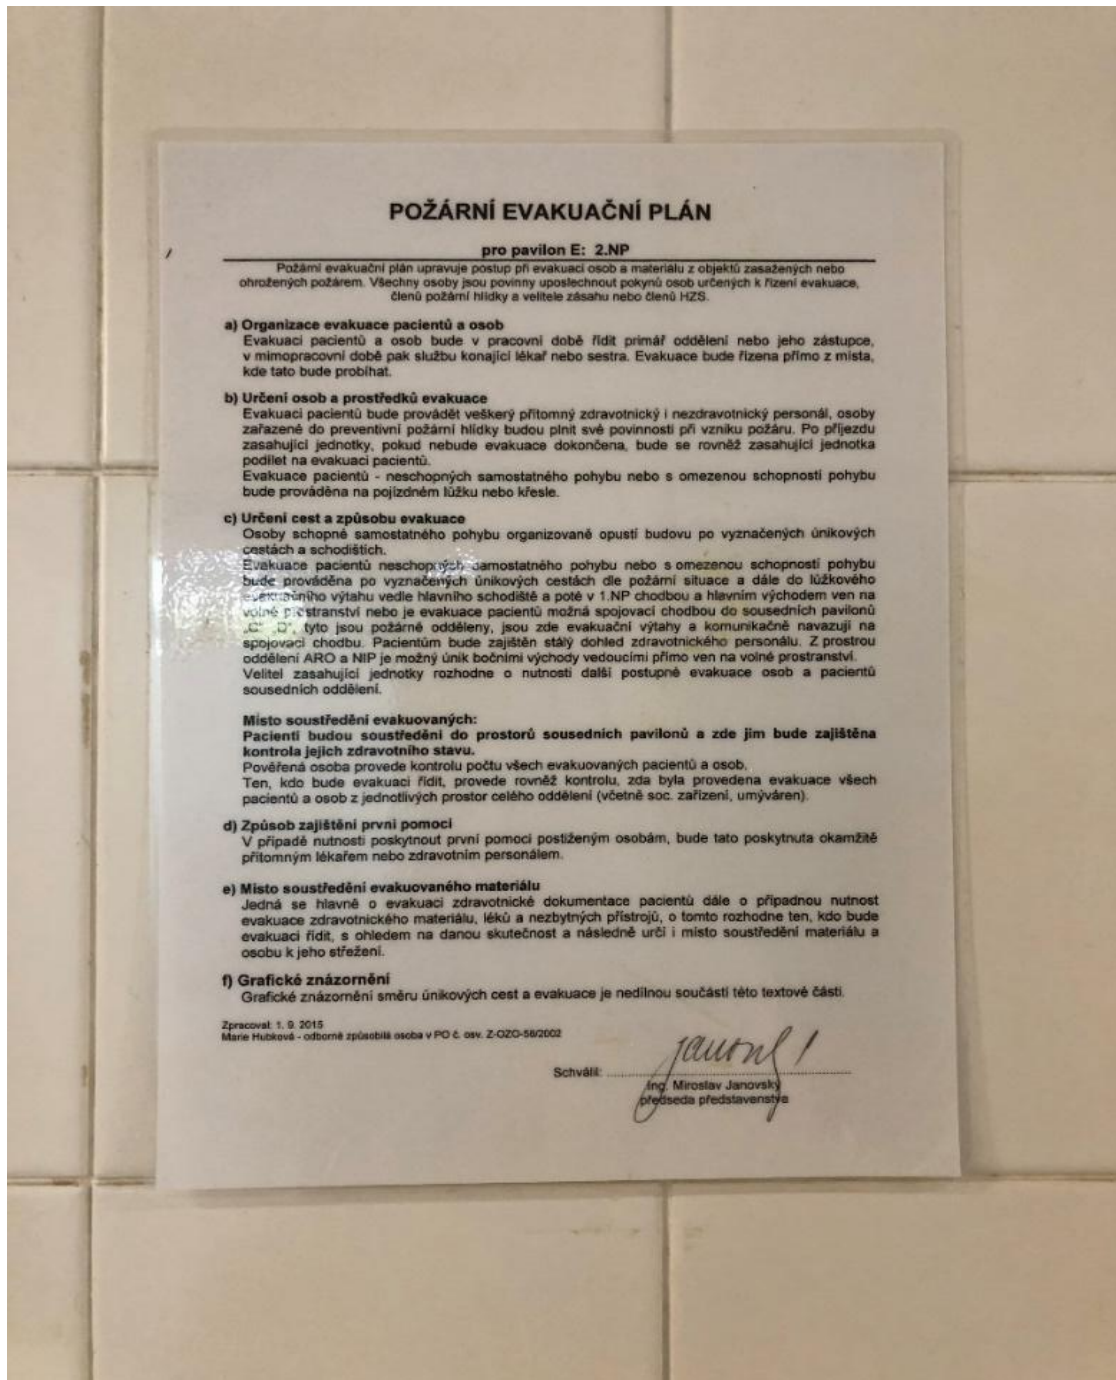 POŽÁRNÍ EVAKUAČNÍ PLÁN
pro pavilon E: 2.NP
Požární evakuační plán upravuje postup při evakuaci osob a materiálu z objektů zasažených nebo
ohrožených požárem. Všechny osoby jsou povinny uposlechnout pokynů osob určených k řízení evakuace,
členů požární hlídky a velitele zásahu nebo členů HZS.
a) Organizace evakuace pacientů a osob
Evakuaci pacientů a osob bude v pracovní době řídit primář oddělení nebo jeho zástupce,
v mimopracovní době pak službu konající lékař nebo sestra. Evakuace bude řízena přímo z místa,
kde tato bude probíhat.
b) Určení osob a prostředků evakuace
Evakuaci pacientů bude provádět veškerý přítomný zdravotnický i nezdravotnický personál, osoby
zařazené do preventivní požární hlídky budou plnit své povinnosti při vzniku požáru. Po příjezdu
zasahující jednotky, pokud nebude evakuace dokončena, bude se rovněž zasahující jednotka
podílet na evakuaci pacientů.
Evakuace pacientů - neschopných samostatného pohybu nebo s omezenou schopností pohybu
bude prováděna na pojízdném lůžku nebo křesle.
c) Určení cest a způsobu evakuace
Osoby schopné samostatného pohybu organizovaně opustí budovu po vyznačených únikových
cestách a schodištích.
Evakuace pacientů neschopných samostatného pohybu nebo s omezenou schopností pohybu
bude prováděna po vyznačených únikových cestách dle požární situace a dále do lůžkového
evakuačního výtahu vedle hlavního schodiště a poté v 1.NP chodbou a hlavním východem ven na
volné prostranství nebo je evakuace pacientů možná spojovací chodbou do sousedních pavilonů
„C“ „D“, tyto jsou požárně odděleny, jsou zde evakuační výtahy a komunikačně navazují na
spojovací chodbu. Pacientům bude zajištěn stálý dohled zdravotnického personálu. Z prostrou
oddělení ARO a NIP je možný únik bočními východy vedoucími přímo ven na volné prostranství.
Velitel zasahující jednotky rozhodne o nutnosti další postupné evakuace osob a pacientů
sousedních oddělení.
Místo soustředění evakuovaných:
Pacienti budou soustředěni do prostorů sousedních pavilonů a zde jim bude zajištěna
kontrola jejich zdravotního stavu.
Pověřená osoba provede kontrolu počtu všech evakuovaných pacientů a osob.
Ten, kdo bude evakuaci řídit, provede rovněž kontrolu, zda byla provedena evakuace všech
pacientů a osob z jednotlivých prostor celého oddělení (včetně soc. zařízení, umýváren).
d) Způsob zajištění první pomoci
V případě nutnosti poskytnout první pomoci postiženým osobám, bude tato poskytnuta okamžitě
přítomným lékařem nebo zdravotním personálem.
e) Místo soustředění evakuovaného materiálu
Jedná se hlavně o evakuaci zdravotnické dokumentace pacientů dále o případnou nutnost
evakuace zdravotnického materiálu, léků a nezbytných přístrojů, o tomto rozhodne ten, kdo bude
evakuaci řídit, s ohledem na danou skutečnost a následně určí i místo soustředění materiálu a
osobu k jeho střežení.
f) Grafické znázornění
Grafické znázornění směru únikových cest a evakuace je nedílnou součástí této textové části.
Zpracoval: 1. 9. 2015
Marie Hubková - odborně způsobilá osoba v PO č. osv. Z-OZO-56/2002
Schválil:
Ing. Miroslav Janovský
předseda představenstva